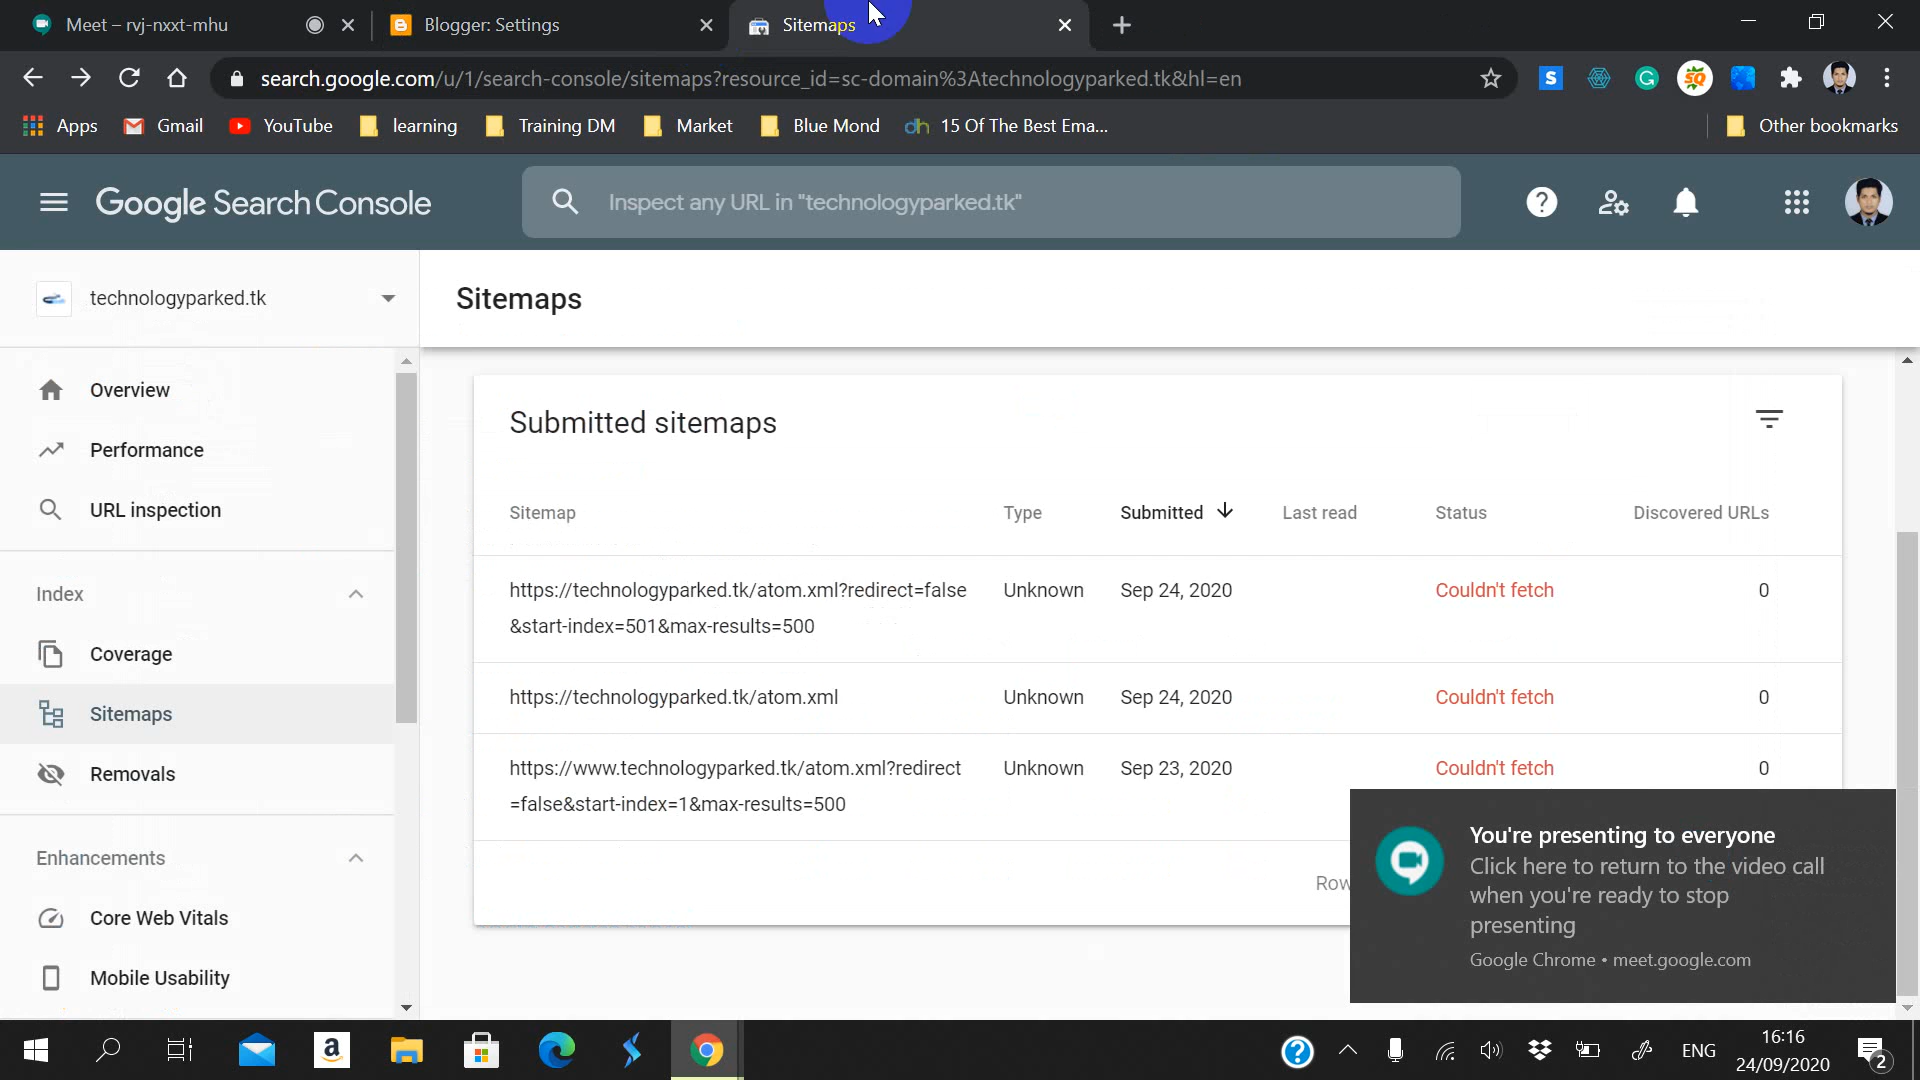 Meet – rvj-nxxt-mhu
Blogger: Settings
Sitemaps
search.google.com/u/1/search-console/sitemaps?resource_id=sc-domain%3Atechnologyparked.tk&hl=en
S
SQ
Apps
Gmail
YouTube
learning
Training DM
Market
Blue Mond
dh 15 Of The Best Ema...
Other bookmarks
Google Search Console
Inspect any URL in "technologyparked.tk"
technologyparked.tk
Sitemaps
Overview
Performance
URL inspection
Index
Coverage
Sitemaps
Removals
Enhancements
Core Web Vitals
Mobile Usability
Submitted sitemaps
Sitemap Type Submitted Last read Status Discovered URLs
https://technologyparked.tk/atom.xml?redirect=false Unknown Sep 24, 2020 Couldn't fetch 0
&start-index=501&max-results=500
https://technologyparked.tk/atom.xml Unknown Sep 24, 2020 Couldn't fetch 0
https://www.technologyparked.tk/atom.xml?redirect Unknown Sep 23, 2020 Couldn't fetch 0
=false&start-index=1&max-results=500
Row
You're presenting to everyone
Click here to return to the video call
when you're ready to stop
presenting
Google Chrome • meet.google.com
ENG
16:16
24/09/2020
2